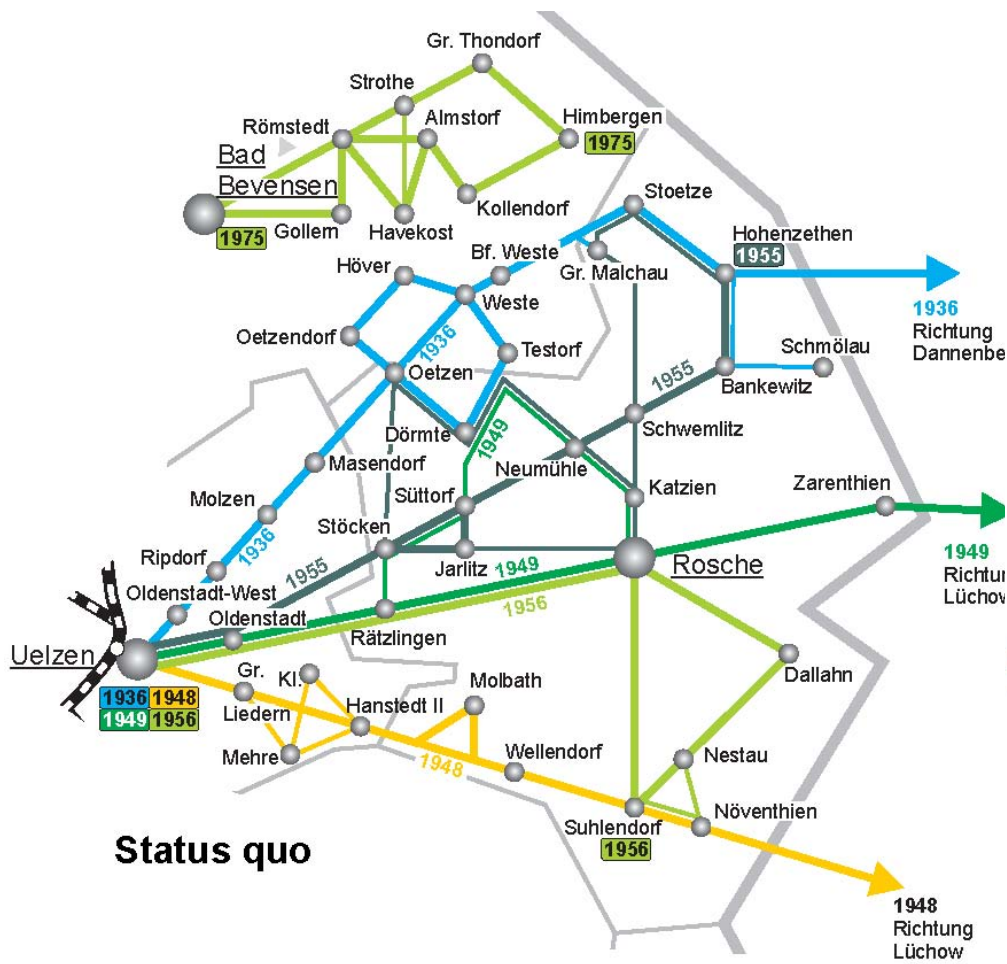 Gr. Thondorf
Strothe
Almstorf
Himbergen
1975
Römstedt
Bad
Bevensen
1975
Gollern
Havekost
Kollendorf
Stoetze
Hohenzethen
1955
Höver
Bf. Weste
Gr. Malchau
Weste
1936
Richtung
Dannenbe
Oetzendorf
1936
Testorf
Schmölau
Oetzen
1955
Bankewitz
Dörmte
1949
Schwemlitz
Masendorf
Neumühle
Molzen
Süttorf
Katzien
Zarenthien
1936
Stöcken
Ripdorf
1955
Jarlitz
1949
Rosche
1949
Richtung
Lüchow
Oldenstadt-West
Oldenstadt
1956
Rätzlingen
Uelzen
Gr.
Liedern
Kl.
Molbath
Dallahn
1936 1948
1949 1956
Hanstedt II
Mehre
1948
Wellendorf
Nestau
Növenthien
Suhlendorf
1956
Status quo
1948
Richtung
Lüchow